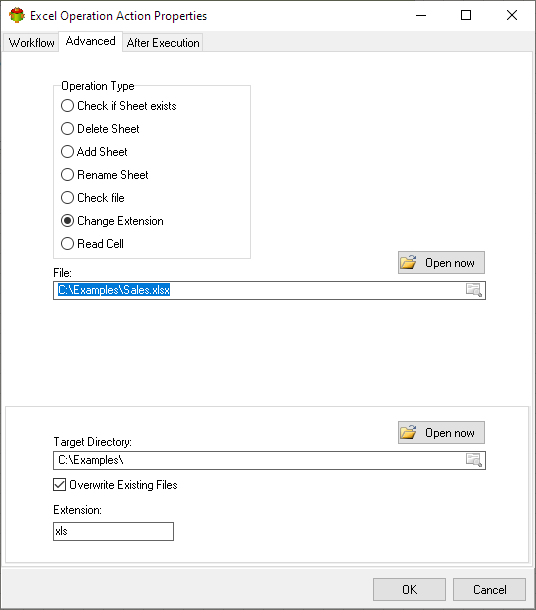 Excel Operation Action Properties
Workflow Advanced After Execution
Operation Type
Check if Sheet exists
Delete Sheet
Add Sheet
Rename Sheet
Check file
Change Extension
Read Cell
Open now
File:
C:\Examples\Sales.xlsx
Open now
Target Directory:
C:\Examples\
Overwrite Existing Files
Extension:
xls
OK Cancel